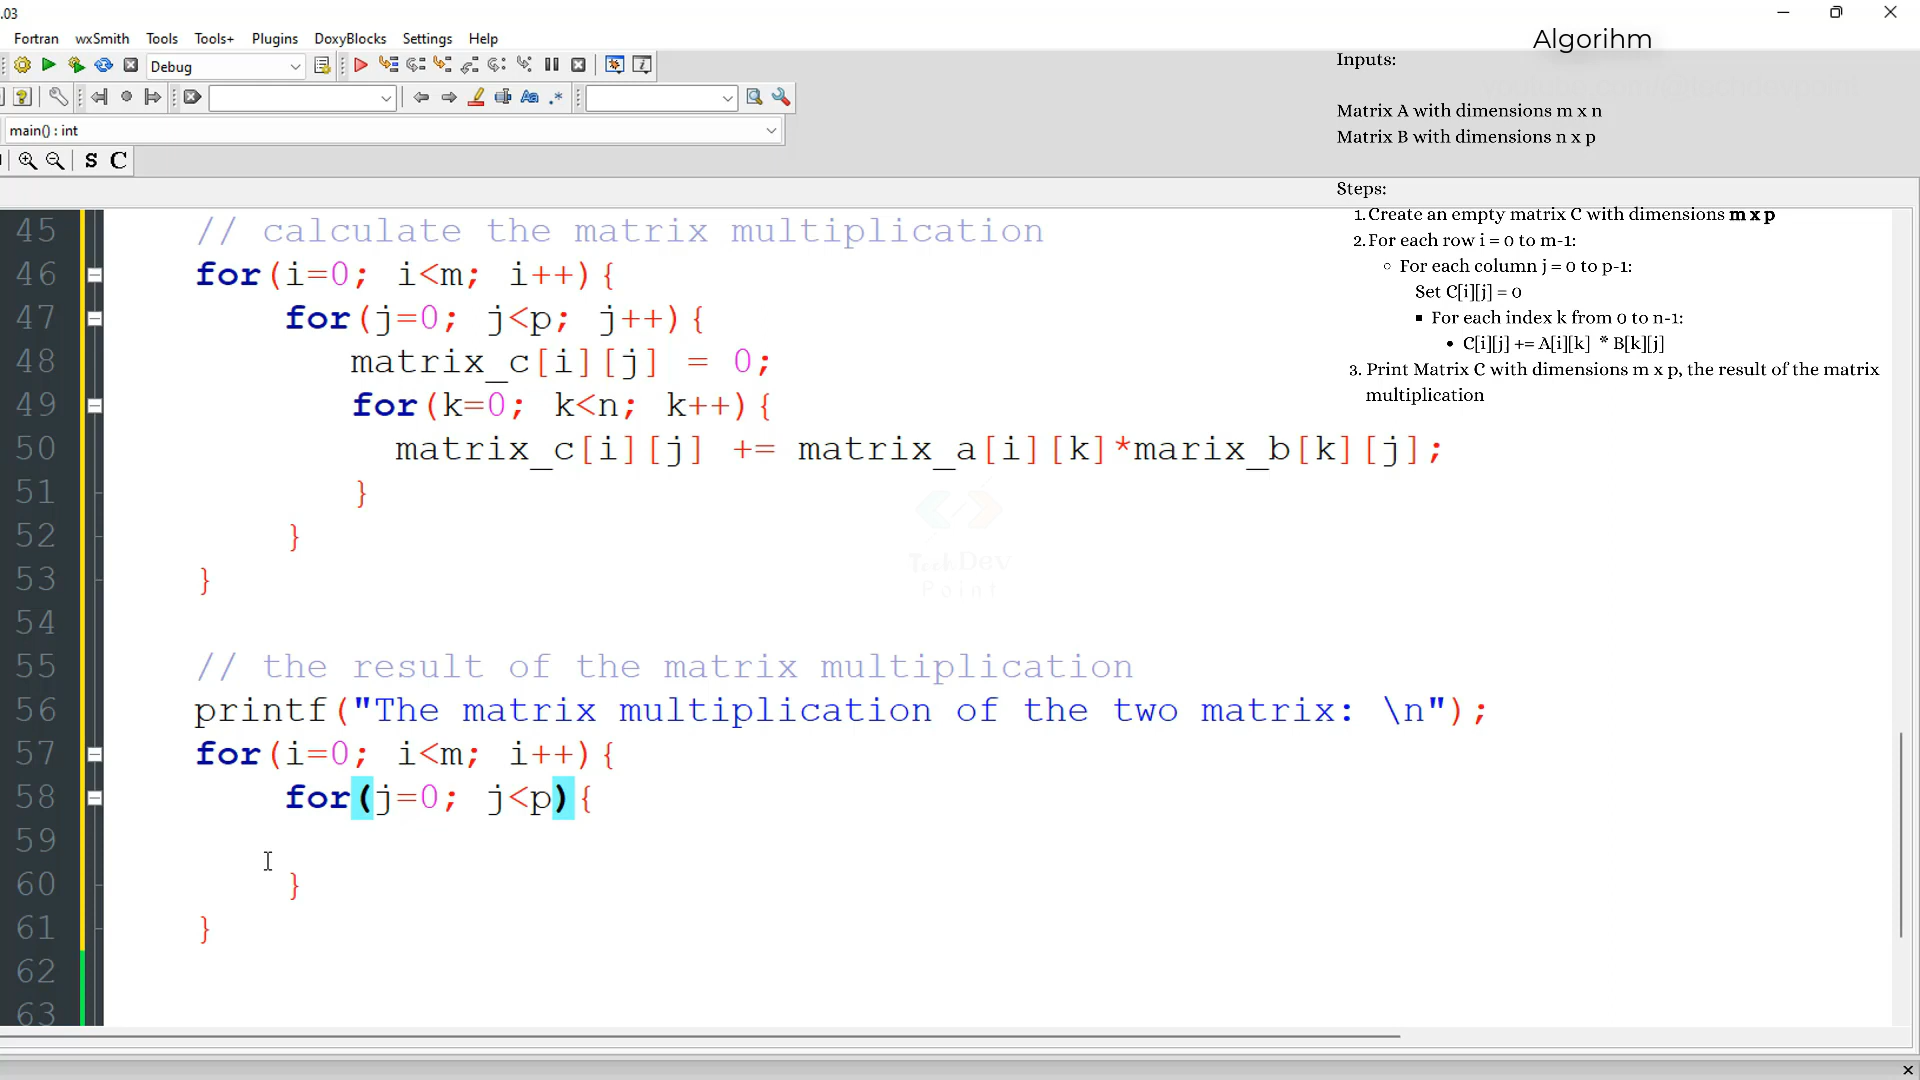 .03
Fortran wxSmith Tools Tools+ Plugins DoxyBlocks Settings Help
Debug
main() : int
S C
Algorihm
Inputs:
Matrix A with dimensions m x n
Matrix B with dimensions n x p
Steps:
1. Create an empty matrix C with dimensions m x p
2. For each row i = 0 to m-1:
○ For each column j = 0 to p-1:
Set C[i][j] = 0
▪ For each index k from 0 to n-1:
• C[i][j] += A[i][k] * B[k][j]
3. Print Matrix C with dimensions m x p, the result of the matrix
multiplication
45 // calculate the matrix multiplication
46 for(i=0; i<m; i++){
47 for(j=0; j<p; j++){
48 matrix_c[i][j] = 0;
49 for(k=0; k<n; k++){
50 matrix_c[i][j] += matrix_a[i][k]*marix_b[k][j];
51 }
52 }
53 }
54
55 // the result of the matrix multiplication
56 printf("The matrix multiplication of the two matrix: \n");
57 for(i=0; i<m; i++){
58 for(j=0; j<p){
59
60 }
61 }
62
63
TechDev
Point